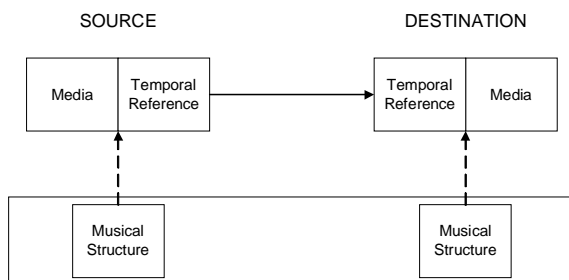 SOURCE
DESTINATION
Media
Temporal
Reference
Temporal
Reference
Media
Musical
Structure
Musical
Structure